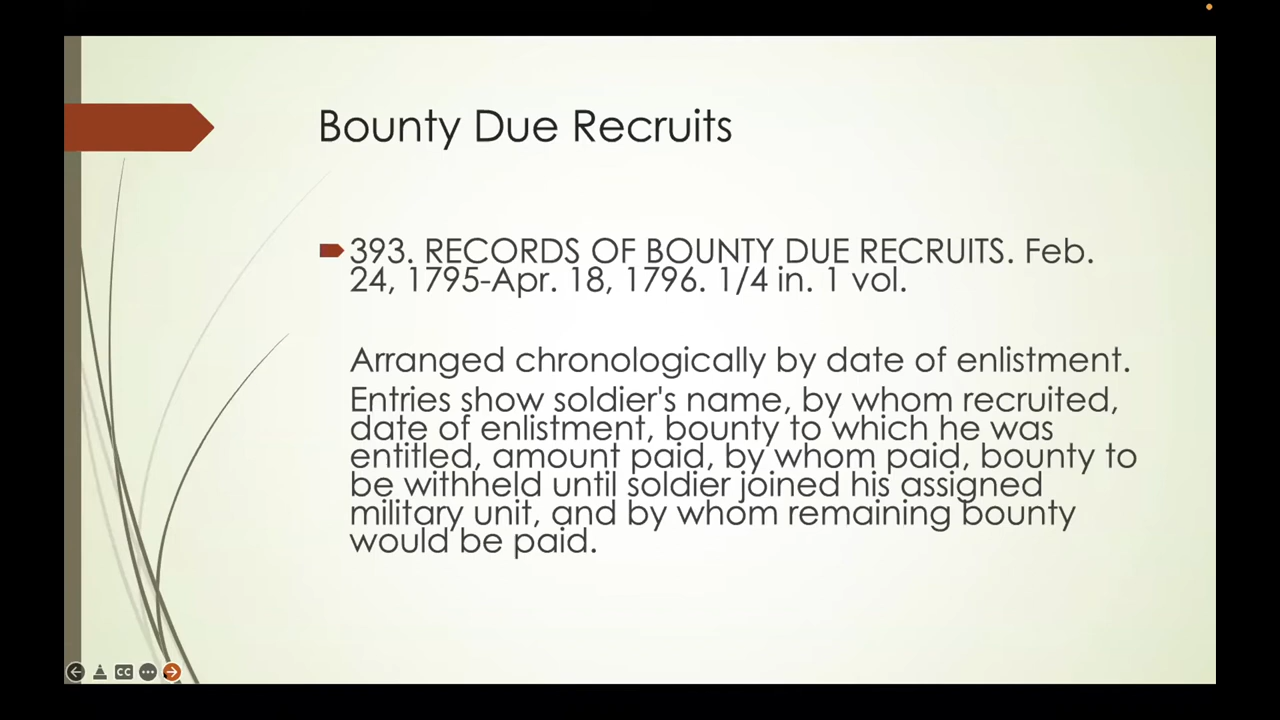 Bounty Due Recruits
393. RECORDS OF BOUNTY DUE RECRUITS. Feb.
24, 1795-Apr. 18, 1796. 1/4 in. 1 vol.
Arranged chronologically by date of enlistment.
Entries show soldier's name, by whom recruited,
date of enlistment, bounty to which he was
entitled, amount paid, by whom paid, bounty to
be withheld until soldier joined his assigned
military unit, and by whom remaining bounty
would be paid.
CC